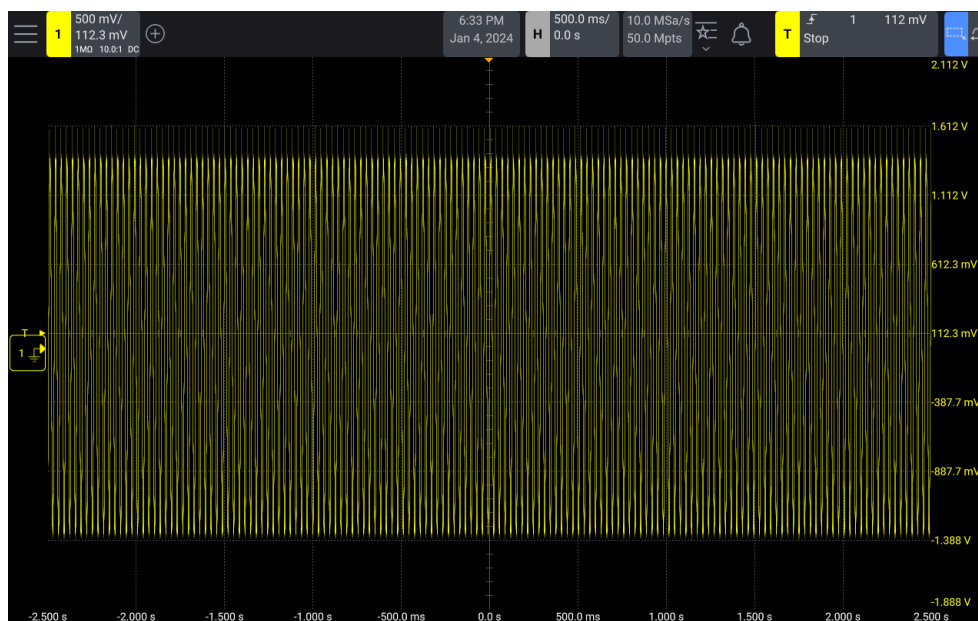 1
500 mV/
112.3 mV
1MΩ 10.0:1 DC
6:33 PM
Jan 4, 2024
H
500.0 ms/
0.0 s
10.0 MSa/s
50.0 Mpts
T
1
112 mV
Stop
2.112 V
1.612 V
1.112 V
612.3 mV
T
112.3 mV
1
-387.7 mV
-887.7 mV
-1.388 V
-1.888 V
-2.500 s
-2.000 s
-1.500 s
-1.000 s
-500.0 ms
0.0 s
500.0 ms
1.000 s
1.500 s
2.000 s
2.500 s